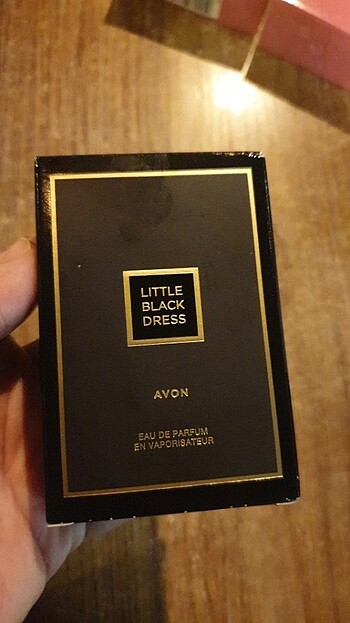 LITTLE
BLACK
DRESS
AVON
EAU DE PARFUM
EN VAPORISATEUR